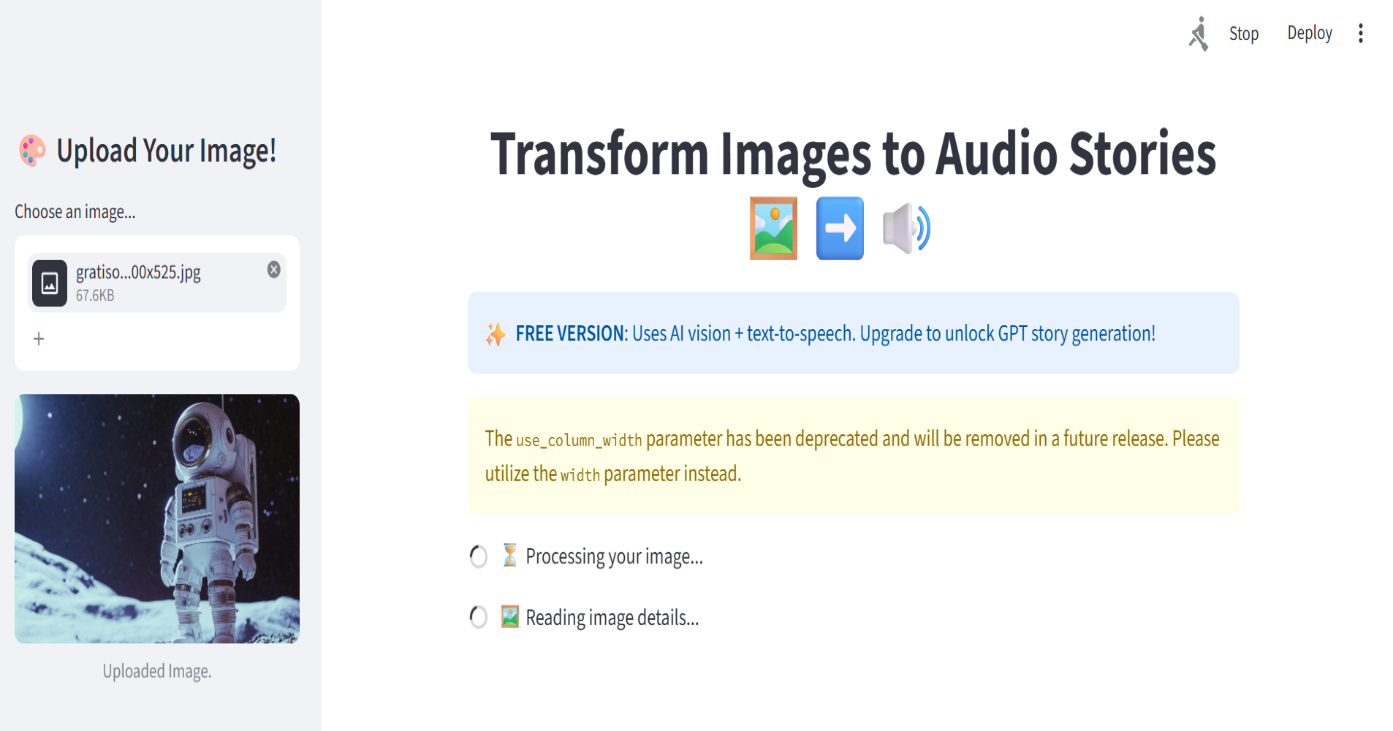 Stop
Deploy
Upload Your Image!
Choose an image...
gratiso...00x525.jpg
67.6KB
+
Uploaded Image.
Transform Images to Audio Stories
FREE VERSION: Uses AI vision + text-to-speech. Upgrade to unlock GPT story generation!
The use_column_width parameter has been deprecated and will be removed in a future release. Please
utilize the width parameter instead.
Processing your image...
Reading image details...